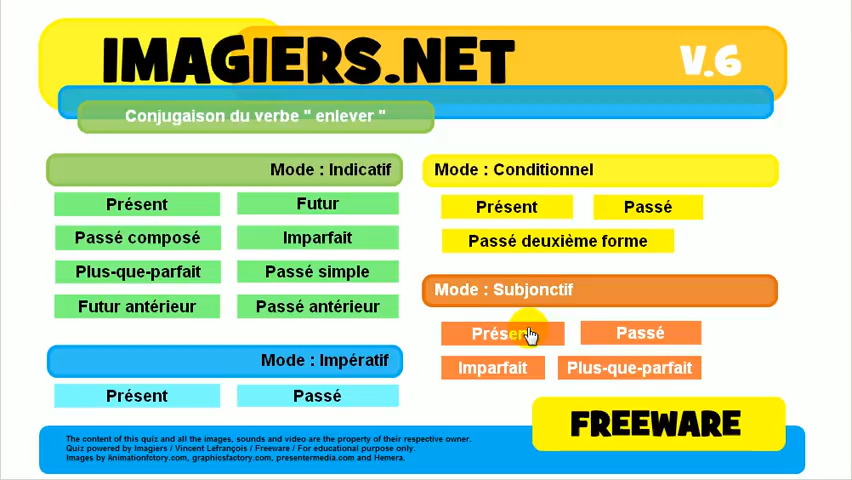 IMAGIERS.NET
V.6
Conjugaison du verbe " enlever "
Mode : Indicatif
Présent
Futur
Passé composé
Imparfait
Plus-que-parfait
Passé simple
Futur antérieur
Passé antérieur
Mode : Impératif
Présent
Passé
Mode : Conditionnel
Présent
Passé
Passé deuxième forme
Mode : Subjonctif
Présent
Passé
Imparfait
Plus-que-parfait
FREEWARE
The content of this quiz and all the images, sounds and video are the property of their respective owner.
Quiz powered by Imagiers / Vincent Lefrançois / Freeware / For educational purpose only.
Images by Animationfctory.com, graphicsfactory.com, presentermedia.com and Hemera.